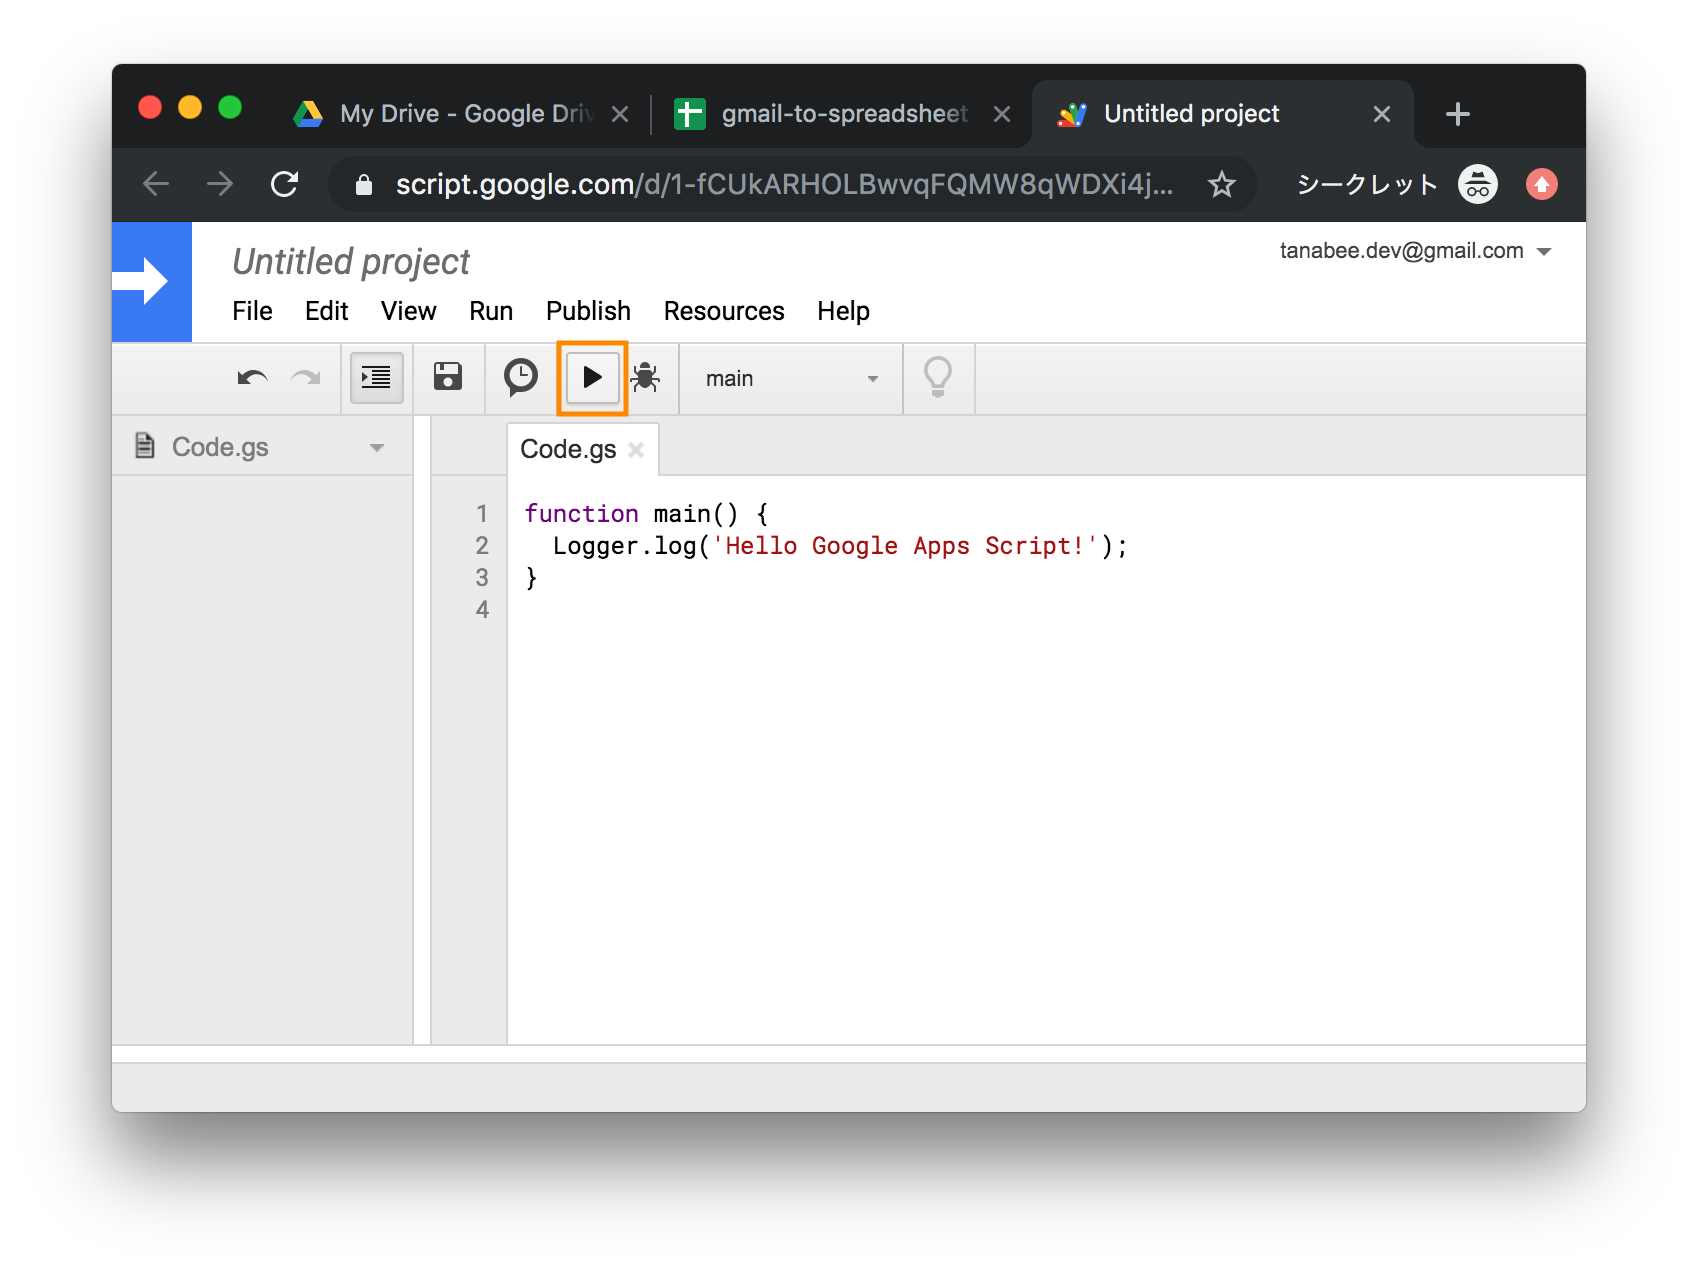 My Drive - Google Driv
gmail-to-spreadsheet
Untitled project
script.google.com/d/1-fCUkARHOLBwvqFQMW8qWDXi4j...
シークレット
Untitled project
tanabee.dev@gmail.com
File Edit View Run Publish Resources Help
main
Code.gs
Code.gs
1 function main() {
2 Logger.log('Hello Google Apps Script!');
3 }
4